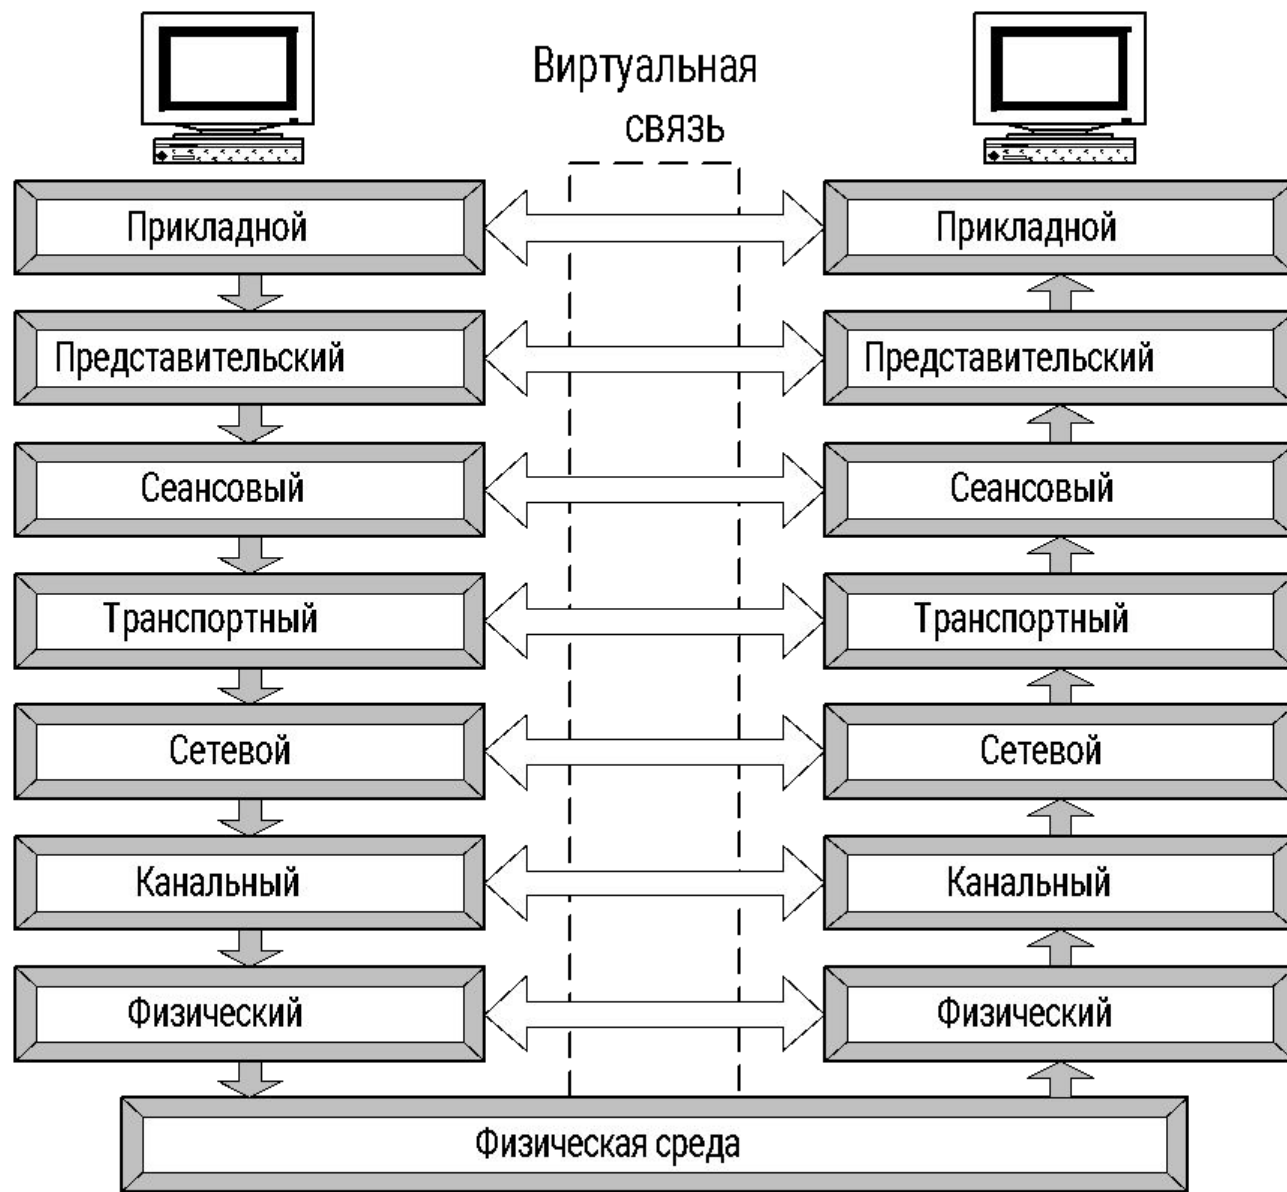 Виртуальная
связь
Прикладной
Прикладной
Представительский
Представительский
Сеансовый
Сеансовый
Транспортный
Транспортный
Сетевой
Сетевой
Канальный
Канальный
Физический
Физический
Физическая среда